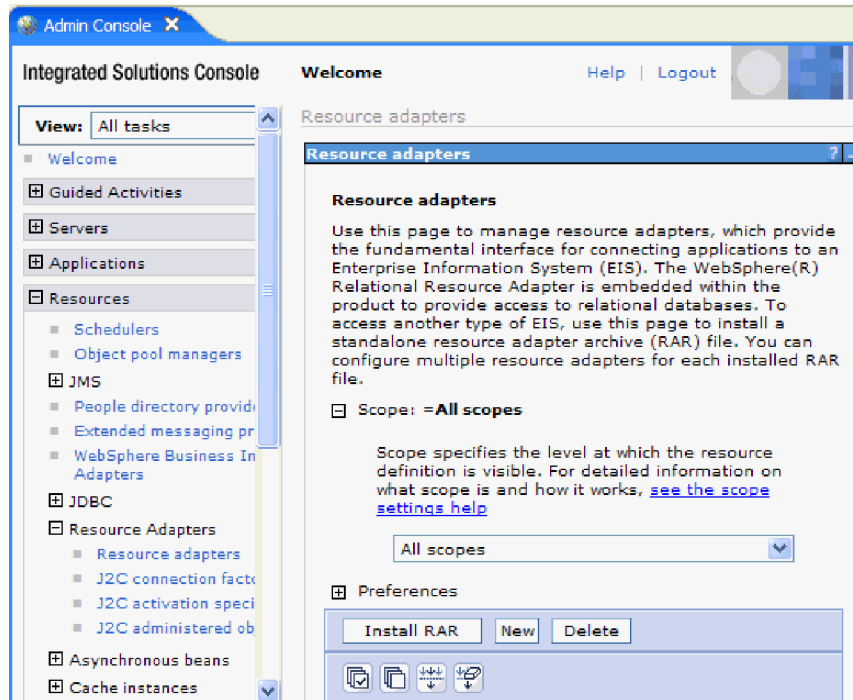 Admin Console
Integrated Solutions Console
Welcome
Help | Logout
View: All tasks
Welcome
Guided Activities
Servers
Applications
Resources
Schedulers
Object pool managers
JMS
People directory provid
Extended messaging pr
WebSphere Business In
Adapters
JDBC
Resource Adapters
Resource adapters
J2C connection facto
J2C activation speci
J2C administered ob
Asynchronous beans
Cache instances
Resource adapters
Resource adapters
?
Resource adapters
Use this page to manage resource adapters, which provide
the fundamental interface for connecting applications to an
Enterprise Information System (EIS). The WebSphere(R)
Relational Resource Adapter is embedded within the
product to provide access to relational databases. To
access another type of EIS, use this page to install a
standalone resource adapter archive (RAR) file. You can
configure multiple resource adapters for each installed RAR
file.
Scope: =All scopes
Scope specifies the level at which the resource
definition is visible. For detailed information on
what scope is and how it works, see the scope
settings help
All scopes
Preferences
Install RAR New Delete